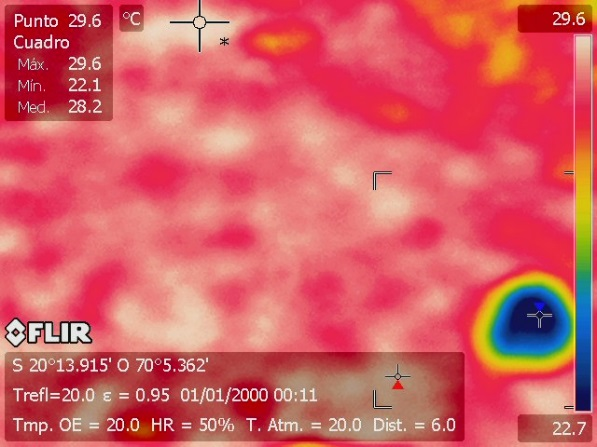 Punto 29.6 °C
Cuadro
Máx. 29.6
Mín. 22.1
Med. 28.2
29.6
FLIR
S 20°13.915' O 70°5.362'
Trefl=20.0 ε = 0.95 01/01/2000 00:11
Tmp. OE = 20.0 HR = 50% T. Atm. = 20.0 Dist. = 6.0
22.7